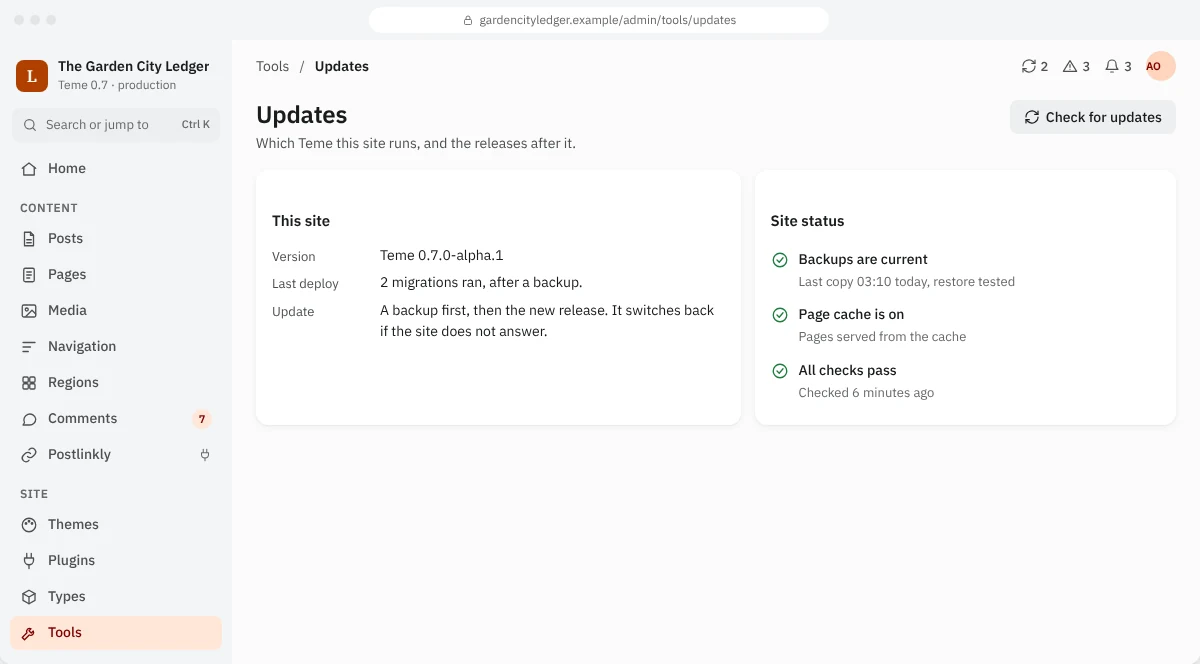 gardencityledger.example/admin/tools/updates
L
The Garden City Ledger
Teme 0.7 · production
Search or jump to
Ctrl K
Home
CONTENT
Posts
Pages
Media
Navigation
Regions
Comments
7
Postlinkly
SITE
Themes
Plugins
Types
Tools
Tools / Updates
2
3
3
AO
Updates
Which Teme this site runs, and the releases after it.
Check for updates
This site
Version
Teme 0.7.0-alpha.1
Last deploy
2 migrations ran, after a backup.
Update
A backup first, then the new release. It switches back
if the site does not answer.
Site status
Backups are current
Last copy 03:10 today, restore tested
Page cache is on
Pages served from the cache
All checks pass
Checked 6 minutes ago